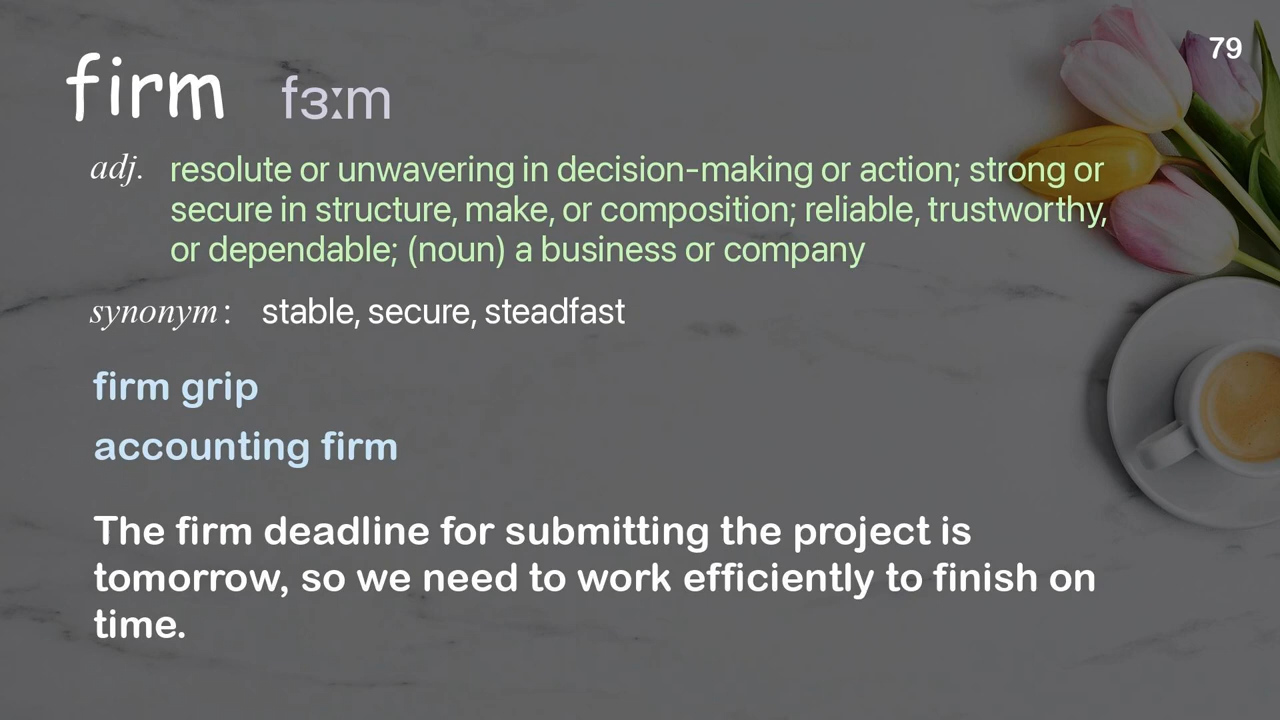 79
firm fɜːm
adj. resolute or unwavering in decision-making or action; strong or
secure in structure, make, or composition; reliable, trustworthy,
or dependable; (noun) a business or company
synonym: stable, secure, steadfast
firm grip
accounting firm
The firm deadline for submitting the project is
tomorrow, so we need to work efficiently to finish on
time.